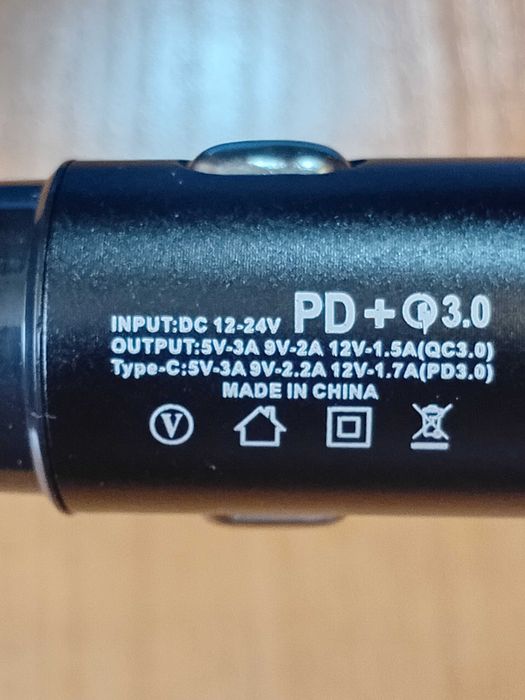 INPUT:DC 12-24V PD+Q3.0
OUTPUT:5V-3A 9V-2A 12V-1.5A(QC3.0)
Type-C:5V-3A 9V-2.2A 12V-1.7A(PD3.0)
MADE IN CHINA
V